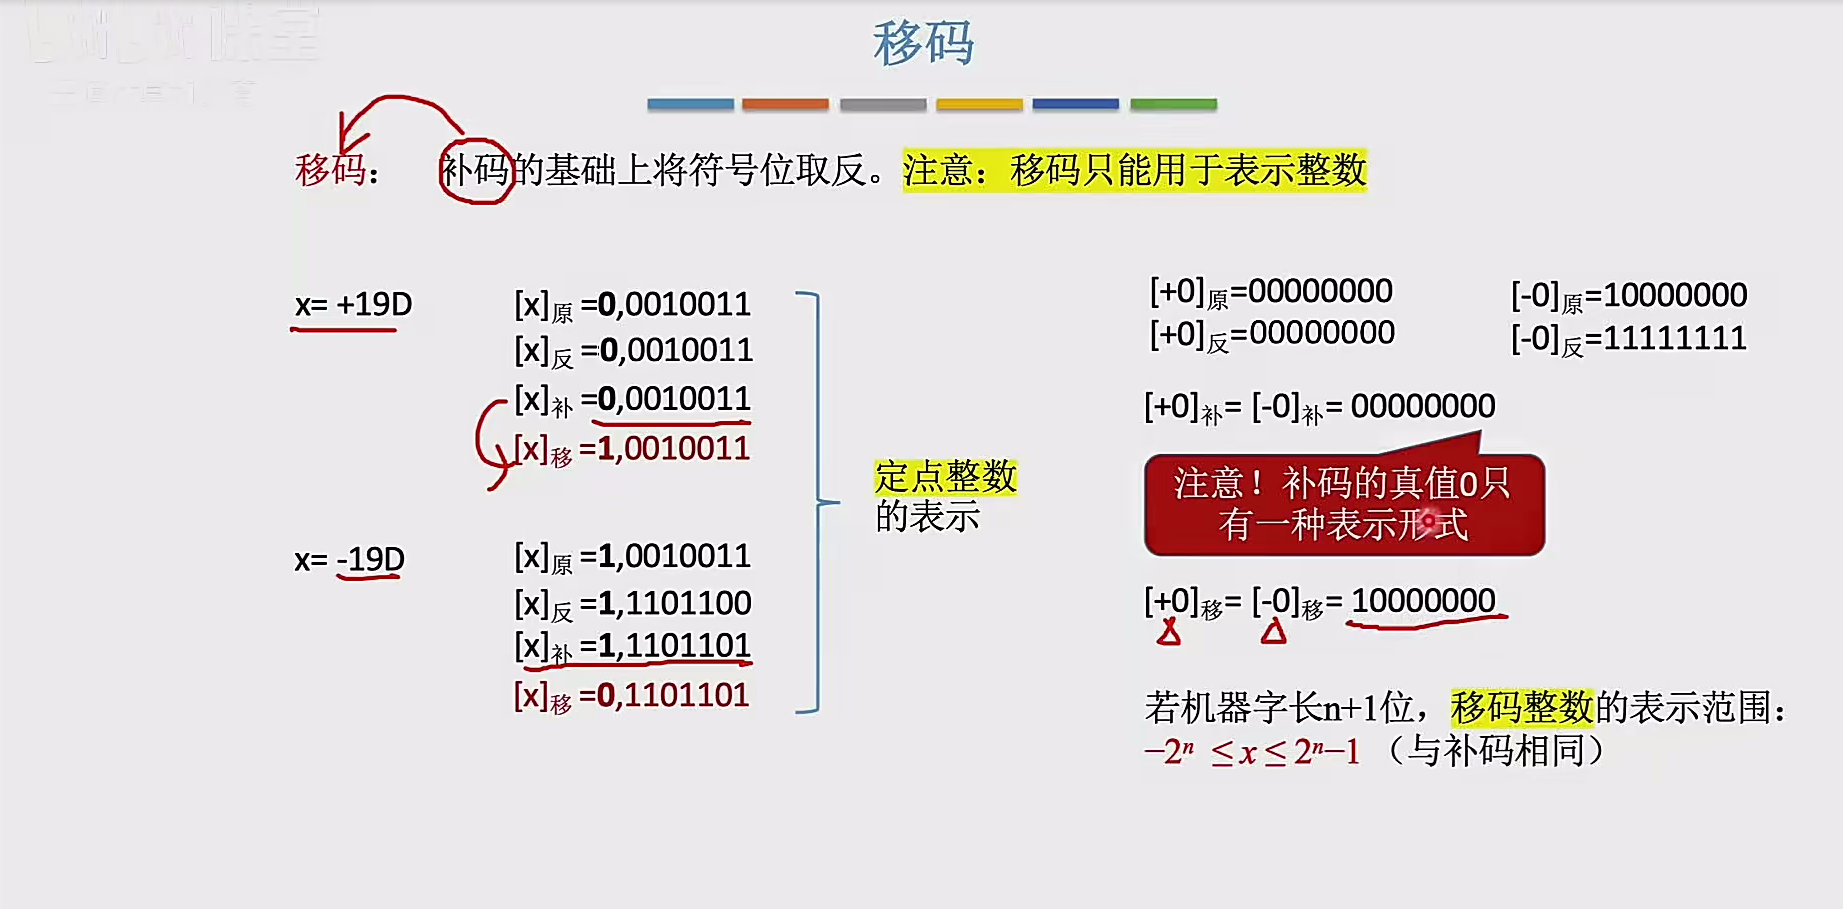 移码
移码： 补码的基础上将符号位取反。注意：移码只能用于表示整数
x= +19D
[x]原 =0,0010011
[x]反 =0,0010011
[x]补 =0,0010011
[x]移 =1,0010011
x= -19D
[x]原 =1,0010011
[x]反 =1,1101100
[x]补 =1,1101101
[x]移 =0,1101101
定点整数
的表示
[+0]原=00000000 [-0]原=10000000
[+0]反=00000000 [-0]反=11111111
[+0]补= [-0]补= 00000000
注意！补码的真值0只
有一种表示形式
[+0]移= [-0]移= 10000000
若机器字长n+1位，移码整数的表示范围：
−2ⁿ ≤ x ≤ 2ⁿ−1 （与补码相同）